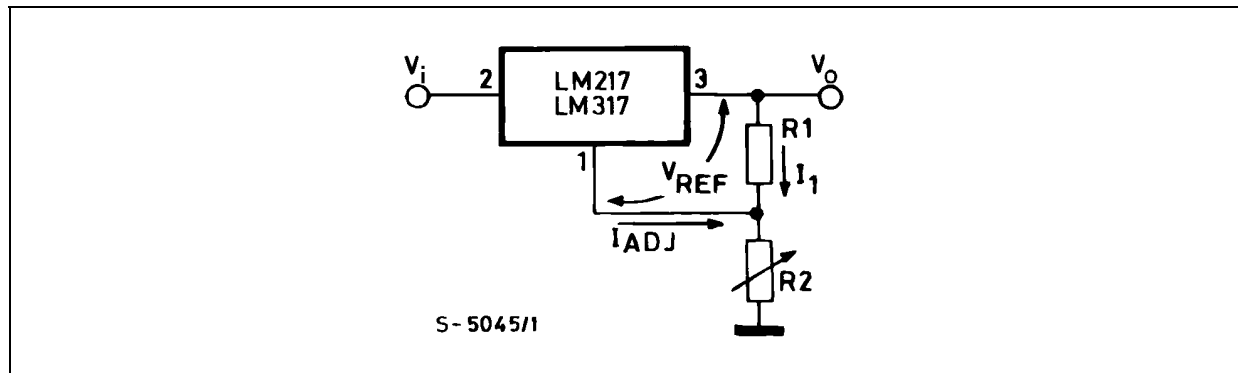 Vi
2
LM217
LM317
3
Vo
1
VREF
R1
I1
IADJ
R2
S-5045/1